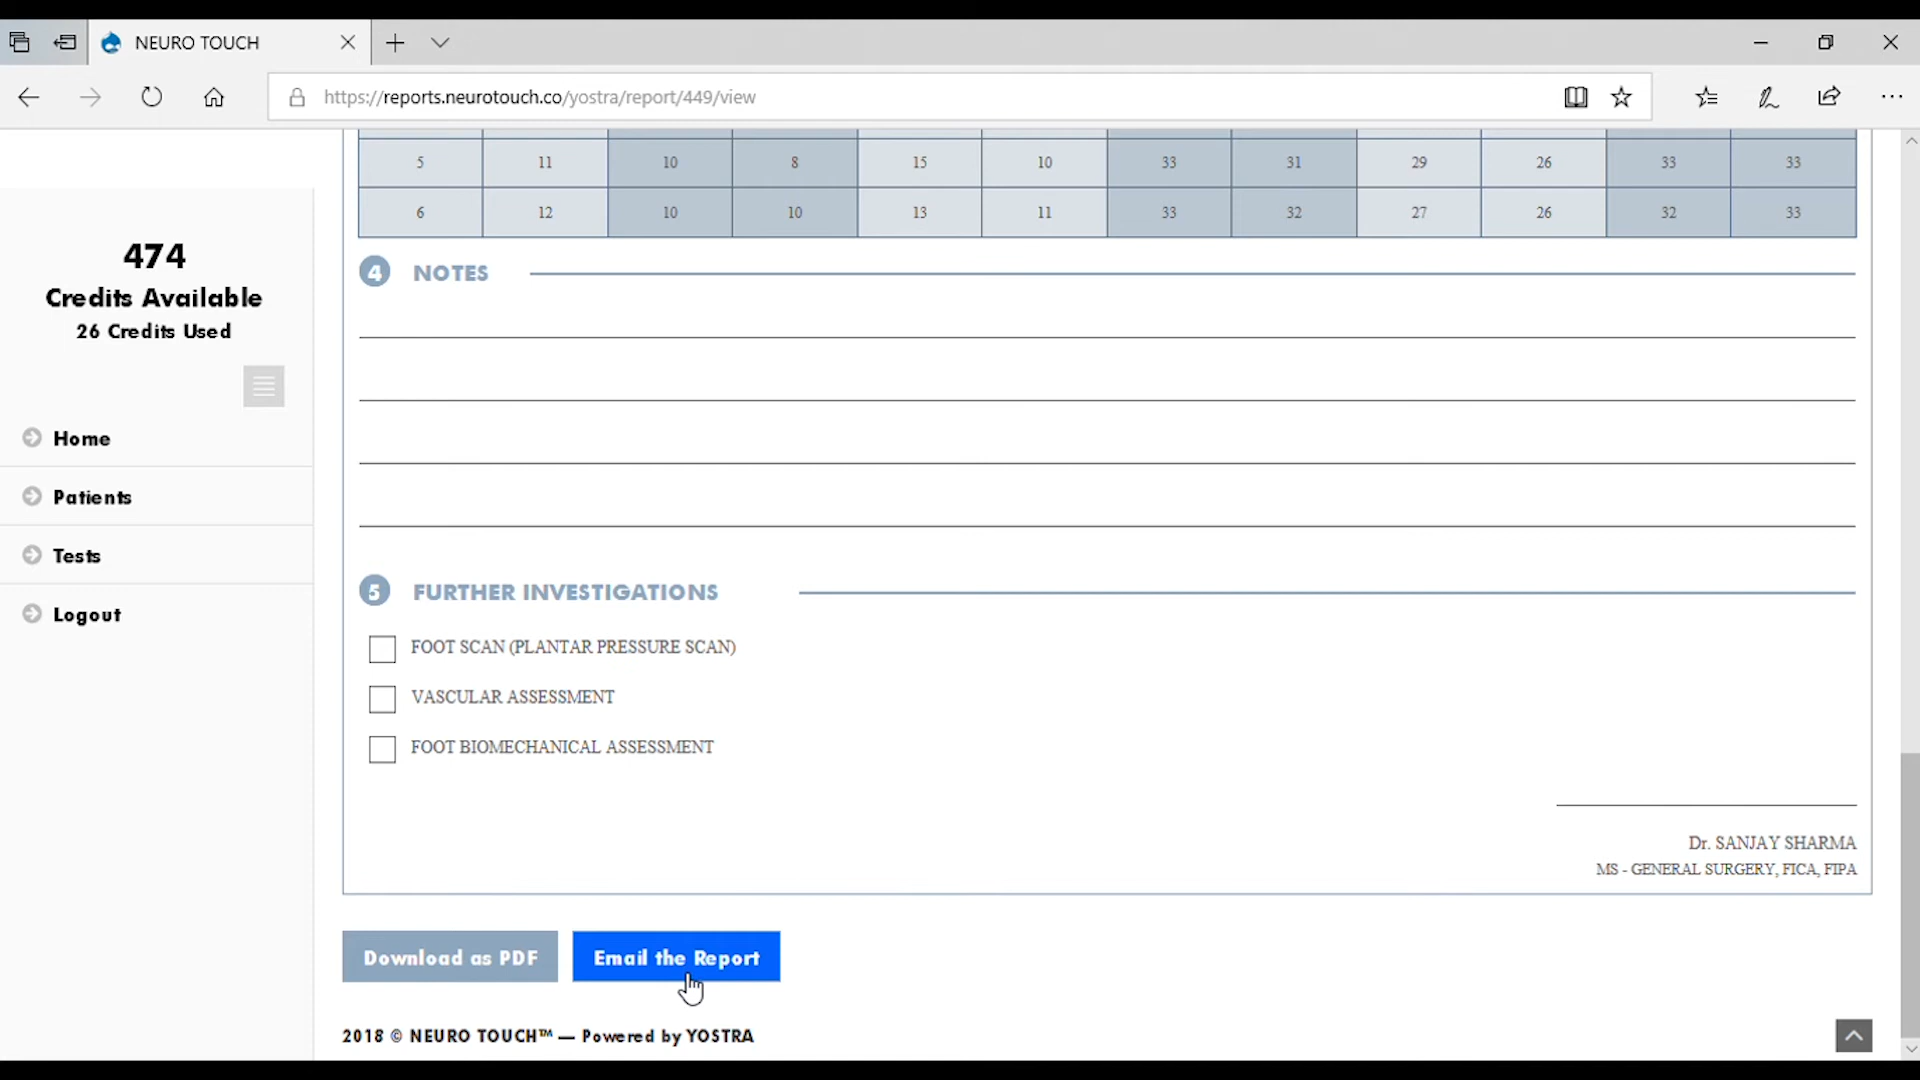 NEURO TOUCH
https://reports.neurotouch.co/yostra/report/449/view
5 11 10 8 15 10 33 31 29 26 33 33
6 12 10 10 13 11 33 32 27 26 32 33
474
Credits Available
26 Credits Used
Home
Patients
Tests
Logout
4 NOTES
5 FURTHER INVESTIGATIONS
FOOT SCAN (PLANTAR PRESSURE SCAN)
VASCULAR ASSESSMENT
FOOT BIOMECHANICAL ASSESSMENT
Dr. SANJAY SHARMA
MS - GENERAL SURGERY, FICA, FIPA
Download as PDF Email the Report
2018 © NEURO TOUCH™ — Powered by YOSTRA